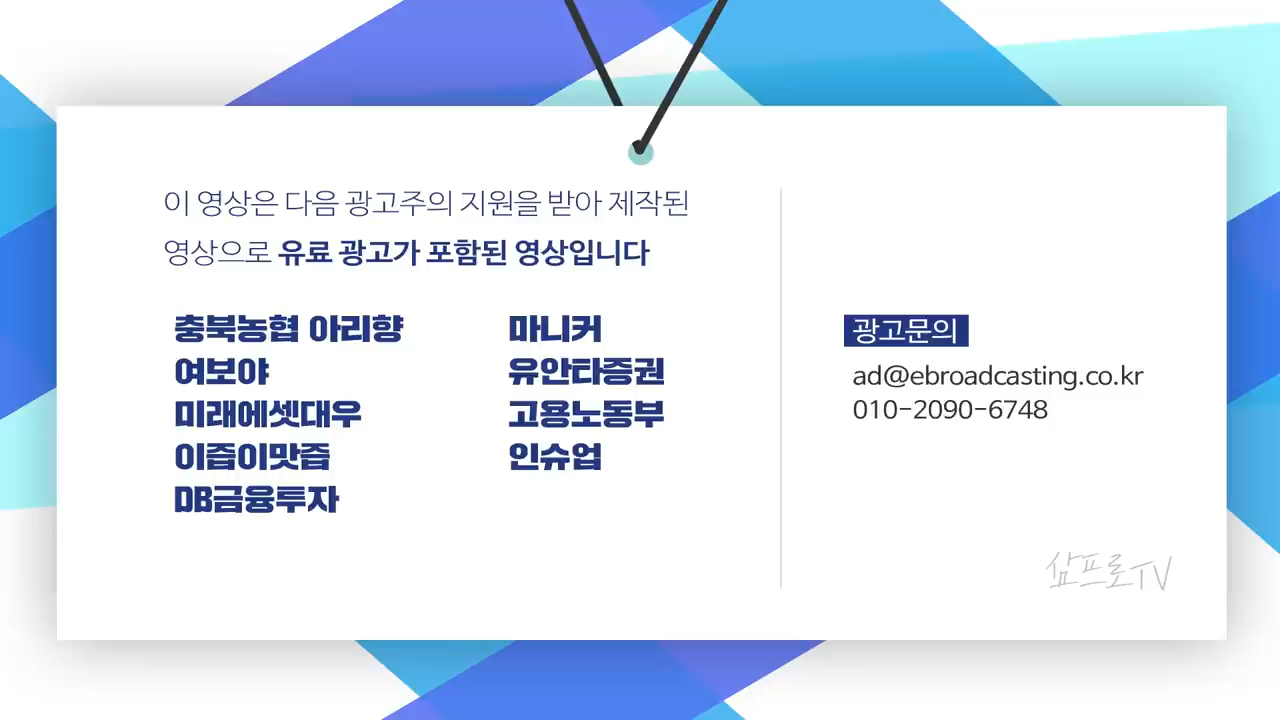 이 영상은 다음 광고주의 지원을 받아 제작된
영상으로 유료 광고가 포함된 영상입니다
충북농협 아리향
여보야
미래에셋대우
이즙이맛즙
DB금융투자
마니커
유안타증권
고용노동부
인슈업
광고문의
ad@ebroadcasting.co.kr
010-2090-6748
삼프로TV